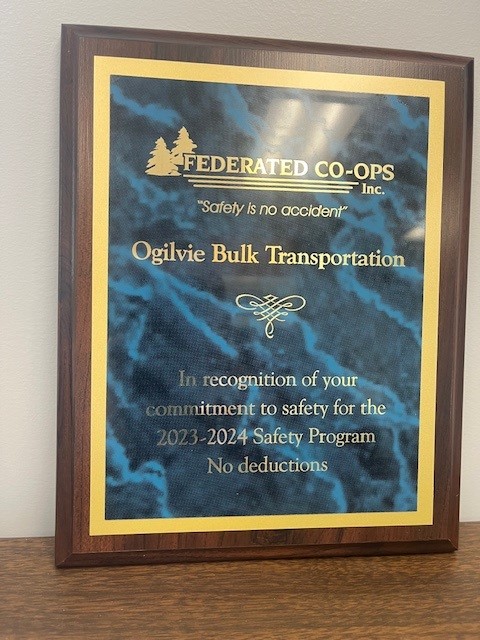 FEDERATED CO-OPS
Inc.
"Safety is no accident"
Ogilvie Bulk Transportation
In recognition of your
commitment to safety for the
2023-2024 Safety Program
No deductions